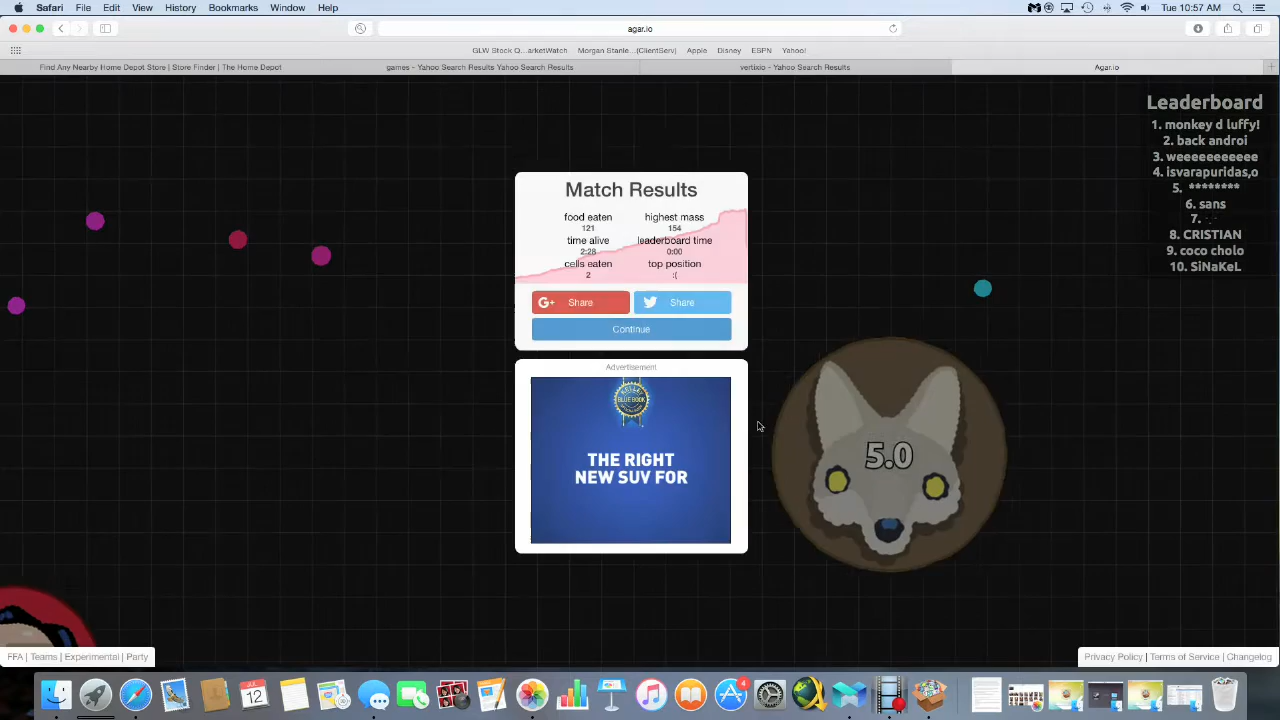 Safari File Edit View History Bookmarks Window Help
Tue 10:57 AM
agar.io
GLW Stock Q...arketWatch Morgan Stanle...(ClientServ) Apple Disney ESPN Yahoo!
Find Any Nearby Home Depot Store | Store Finder | The Home Depot
games - Yahoo Search Results Yahoo Search Results
vertixio - Yahoo Search Results
Agar.io
Leaderboard
1. monkey d luffy!
2. back androi
3. weeeeeeeeeee
4. isvarapuridas,o
5. ********
6. sans
7.
8. CRISTIAN
9. coco cholo
10. SiNaKeL
Match Results
food eaten highest mass
121 154
time alive leaderboard time
2:28 0:00
cells eaten top position
2 :(
G+ Share Share
Continue
Advertisement
KELLEY
BLUE BOOK
THE RIGHT
NEW SUV FOR
5.0
FFA | Teams | Experimental | Party
Privacy Policy | Terms of Service | Changelog
JUL
12
4